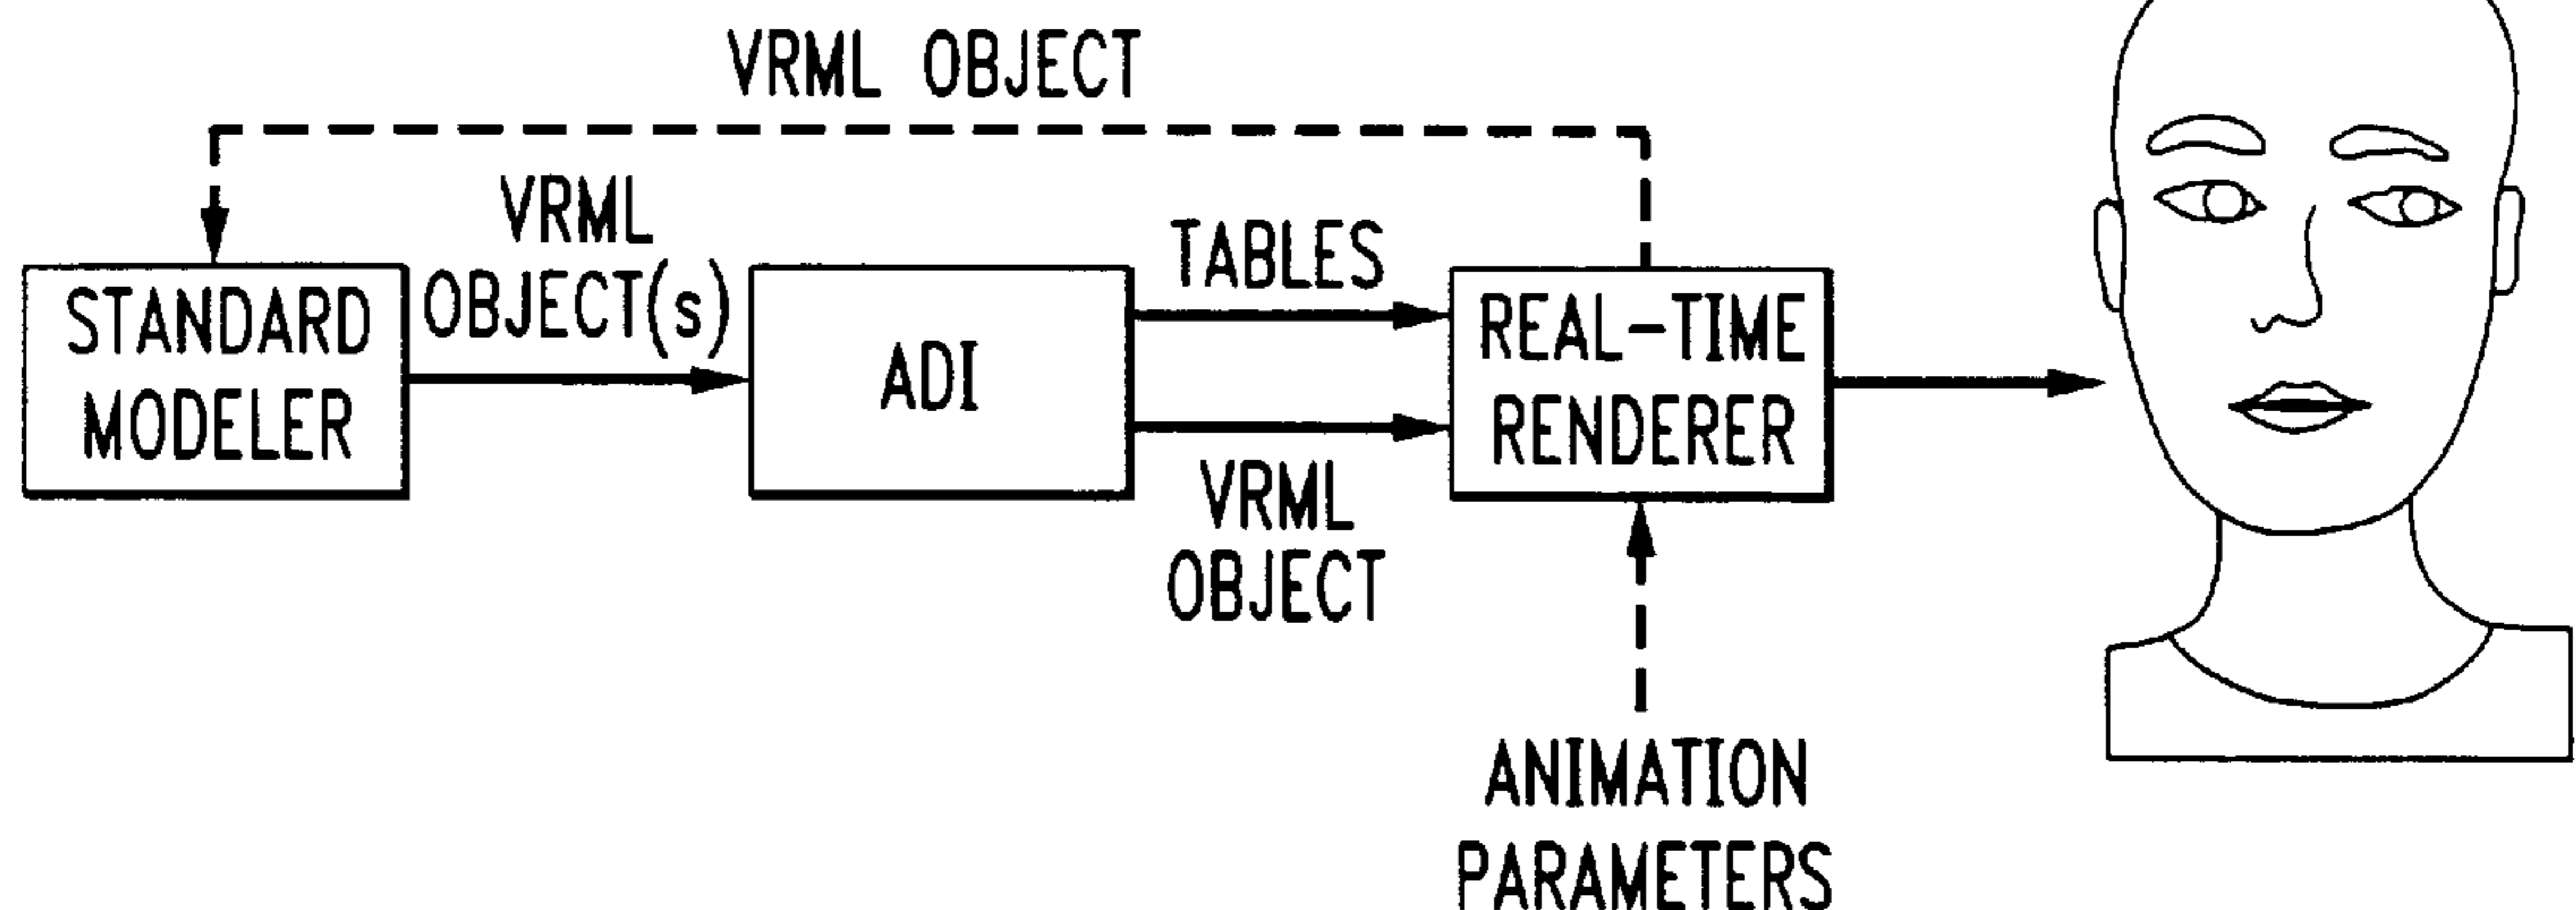 VRML OBJECT
VRML
OBJECT(s)
STANDARD
MODELER
ADI
TABLES
VRML
OBJECT
REAL-TIME
RENDERER
ANIMATION
PARAMETERS